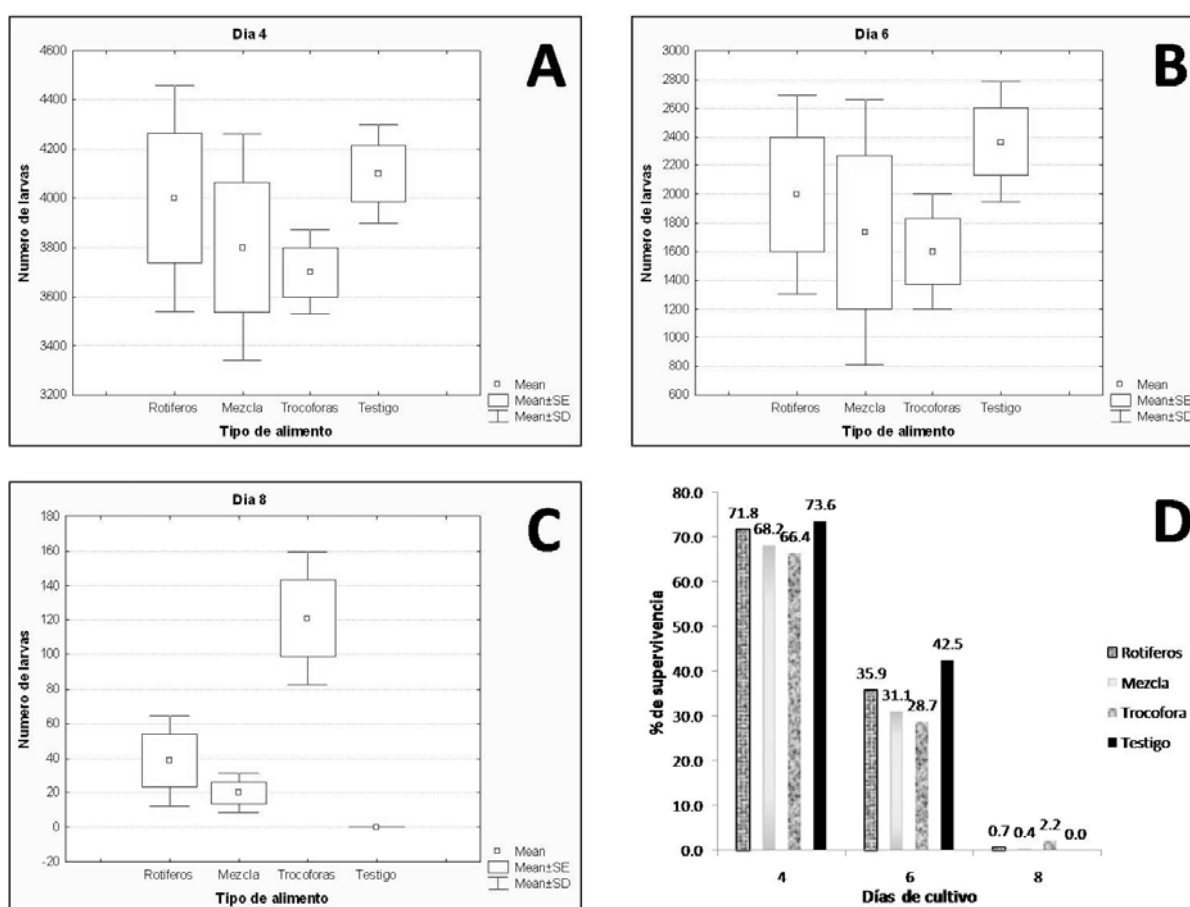 Dia 4
A
4600
4400
4200
4000
3800
3600
3400
3200
Numero de larvas
Rotiferos Mezcla Trocoforas Testigo
Tipo de alimento
Mean
Mean±SE
Mean±SD
Dia 6
B
3000
2800
2600
2400
2200
2000
1800
1600
1400
1200
1000
800
600
Numero de larvas
Rotiferos Mezcla Trocoforas Testigo
Tipo de alimento
Mean
Mean±SE
Mean±SD
Dia 8
C
180
160
140
120
100
80
60
40
20
0
-20
Numero de larvas
Rotiferos Mezcla Trocoforas Testigo
Tipo de alimento
Mean
Mean±SE
Mean±SD
D
80.0
70.0
60.0
50.0
40.0
30.0
20.0
10.0
0.0
% de supervivencia
71.8 68.2 66.4 73.6
35.9 31.1 28.7 42.5
0.7 0.4 2.2 0.0
4 6 8
Días de cultivo
Rotiferos
Mezcla
Trocofora
Testigo